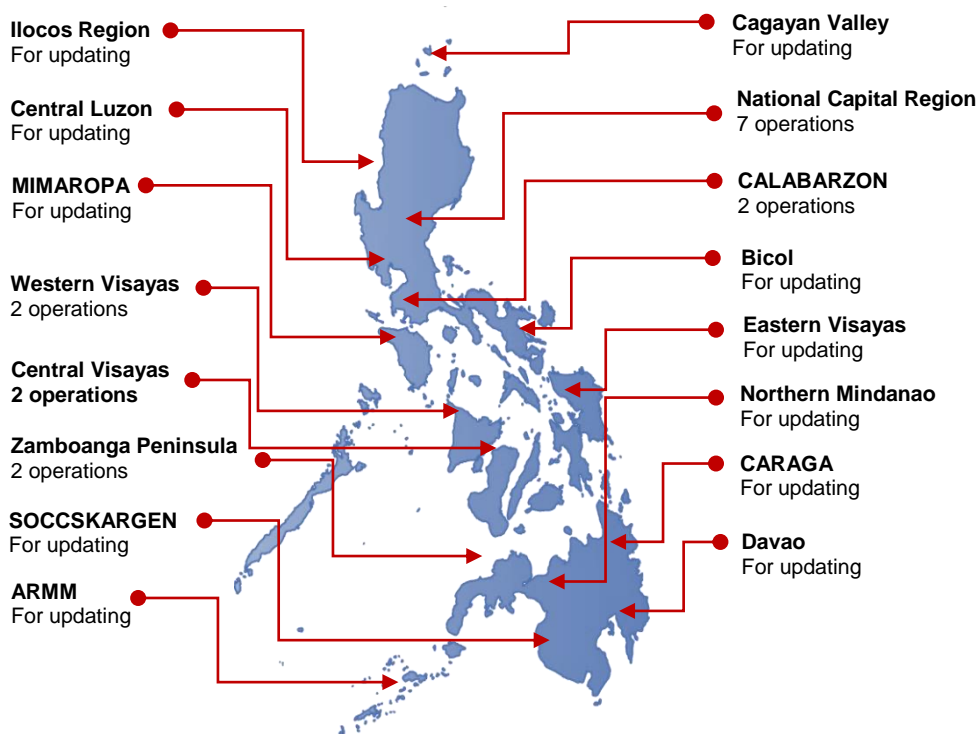 Ilocos Region
For updating
Central Luzon
For updating
MIMAROPA
For updating
Western Visayas
2 operations
Central Visayas
2 operations
Zamboanga Peninsula
2 operations
SOCCSKARGEN
For updating
ARMM
For updating
Cagayan Valley
For updating
National Capital Region
7 operations
CALABARZON
2 operations
Bicol
For updating
Eastern Visayas
For updating
Northern Mindanao
For updating
CARAGA
For updating
Davao
For updating